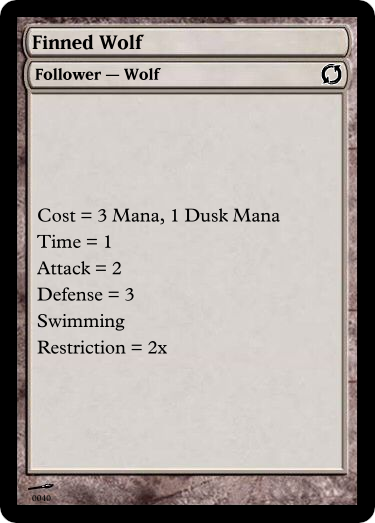 Finned Wolf
Follower — Wolf
Cost = 3 Mana, 1 Dusk Mana
Time = 1
Attack = 2
Defense = 3
Swimming
Restriction = 2x
0040